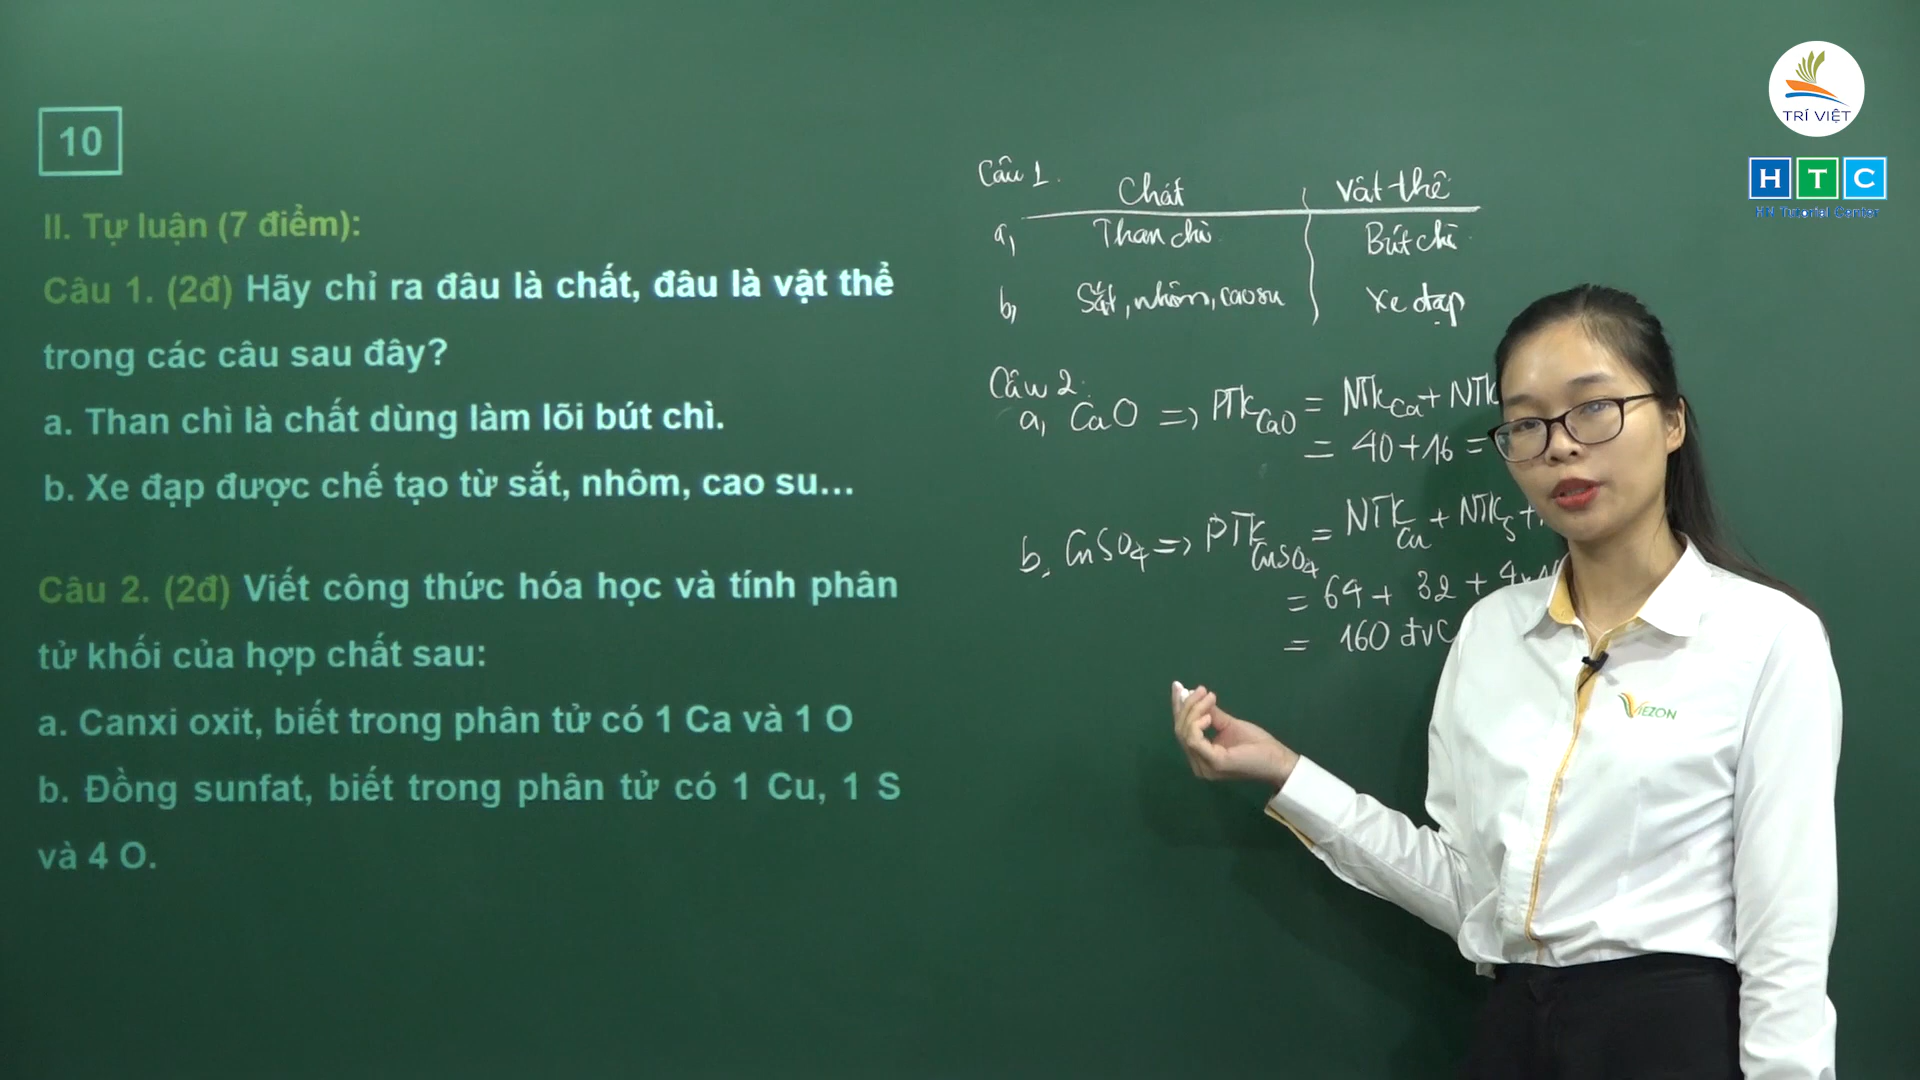 10
II. Tự luận (7 điểm):
Câu 1. (2đ) Hãy chỉ ra đâu là chất, đâu là vật thể
trong các câu sau đây?
a. Than chì là chất dùng làm lõi bút chì.
b. Xe đạp được chế tạo từ sắt, nhôm, cao su...
Câu 2. (2đ) Viết công thức hóa học và tính phân
tử khối của hợp chất sau:
a. Canxi oxit, biết trong phân tử có 1 Ca và 1 O
b. Đồng sunfat, biết trong phân tử có 1 Cu, 1 S
và 4 O.
Câu 1.
Chất Vật thể
a, Than chì Bút chì
b, Sắt, nhôm, cao su Xe đạp
Câu 2:
a, CaO => PTK CaO = NTK Ca + NTK
= 40 + 16 =
b, CuSO4 => PTK CuSO4 = NTK Cu + NTK S +
= 64 + 32 + 4x
= 160 đvC
TRÍ VIỆT
HTC
HN Tutorial Center
VIEZON